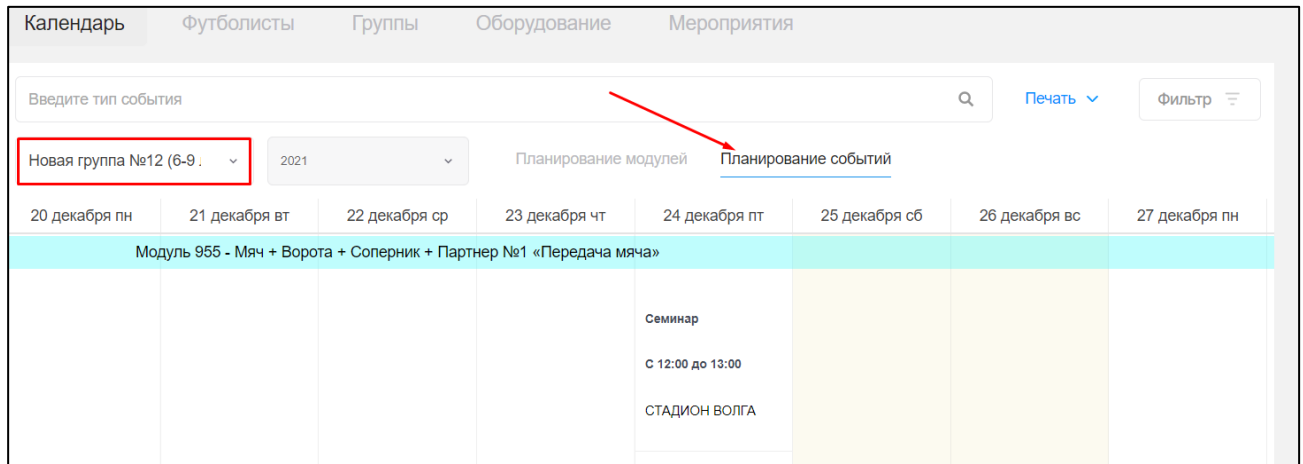 Календарь Футболисты Группы Оборудование Мероприятия
Введите тип события Печать Фильтр
Новая группа №12 (6-9 2021 Планирование модулей Планирование событий
20 декабря пн 21 декабря вт 22 декабря ср 23 декабря чт 24 декабря пт 25 декабря сб 26 декабря вс 27 декабря пн
Модуль 955 - Мяч + Ворота + Соперник + Партнер №1 «Передача мяча»
Семинар
С 12:00 до 13:00
СТАДИОН ВОЛГА